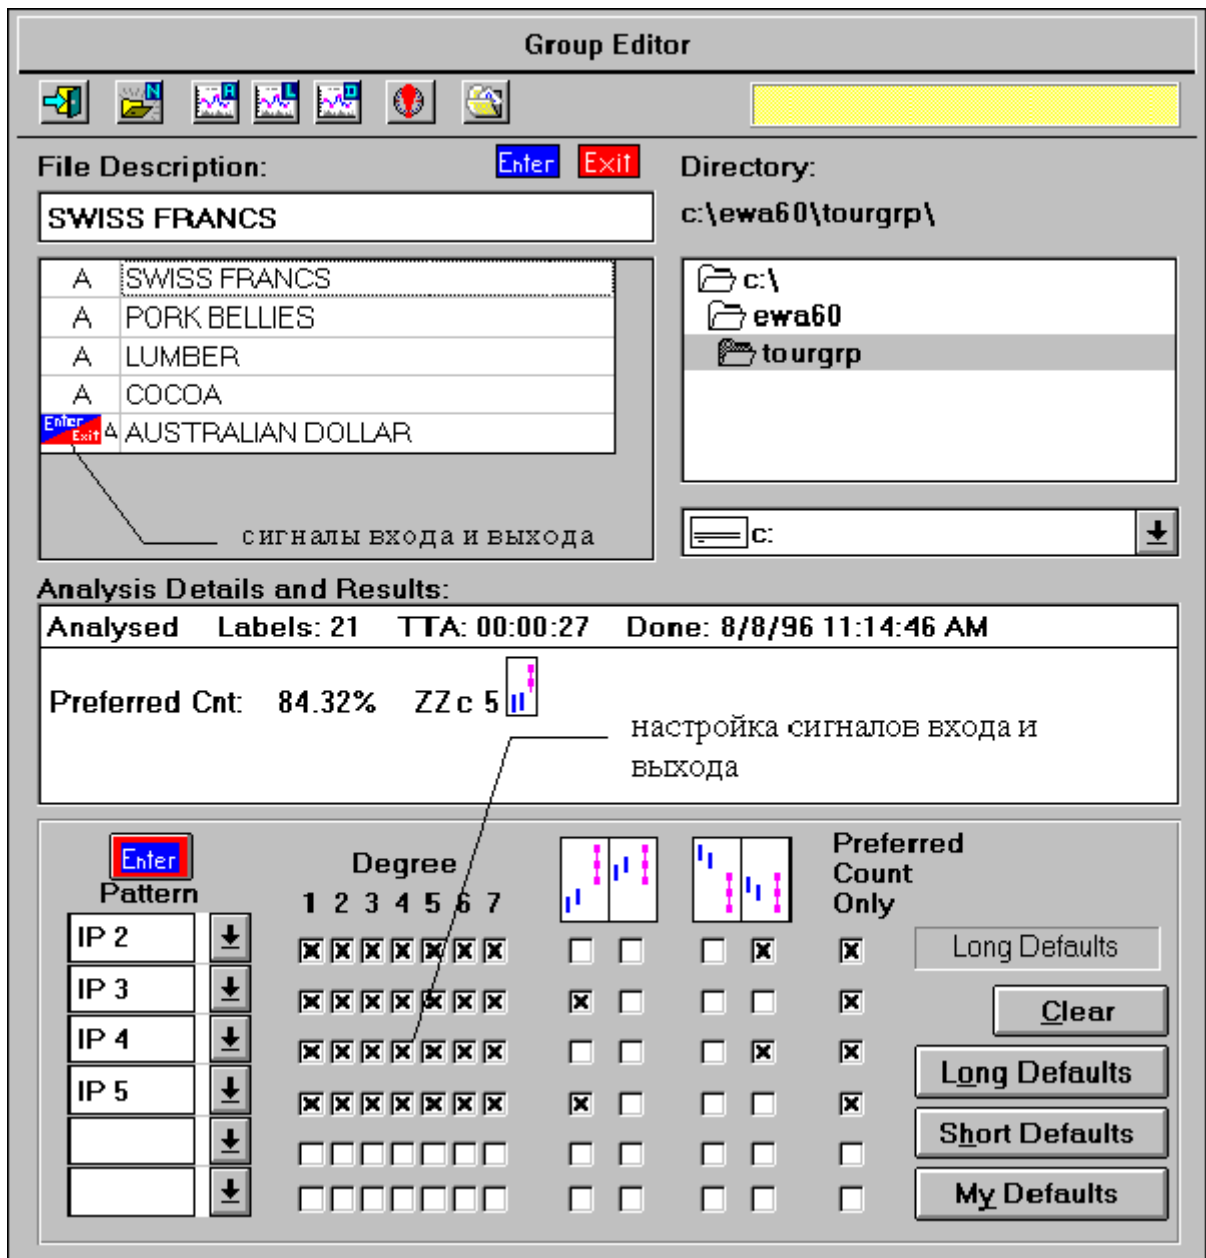 Group Editor
N A L D
File Description: Enter Exit Directory:
SWISS FRANCS
c:\ewa60\tourgrp\
A SWISS FRANCS
A PORK BELLIES
A LUMBER
A COCOA
Enter Exit A AUSTRALIAN DOLLAR
сигналы входа и выхода
c:\
ewa60
tourgrp
c:
Analysis Details and Results:
Analysed Labels: 21 TTA: 00:00:27 Done: 8/8/96 11:14:46 AM
Preferred Cnt: 84.32% ZZ c 5
настройка сигналов входа и
выхода
Enter
Pattern
Degree
1 2 3 4 5 6 7
Preferred
Count
Only
IP 2
IP 3
IP 4
IP 5
Long Defaults
Clear
Long Defaults
Short Defaults
My Defaults